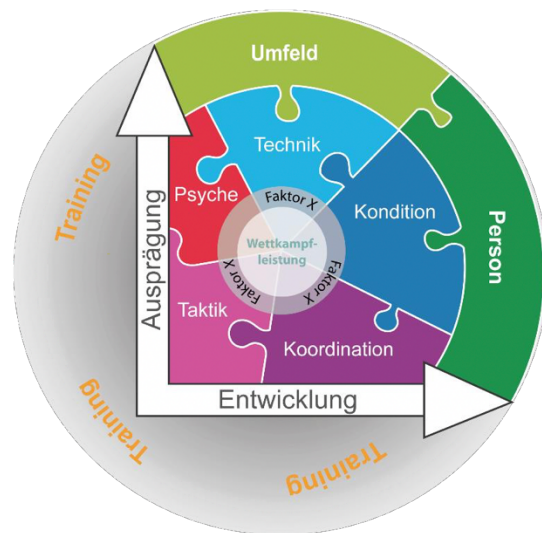 Umfeld
Technik
Psyche
Faktor X
Kondition
Person
Wettkampf-
leistung
Faktor X
Faktor X
Taktik
Koordination
Ausprägung
Entwicklung
Training
Training
Training